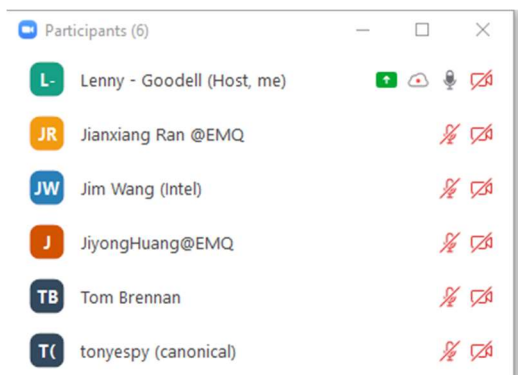 Participants (6)
L- Lenny - Goodell (Host, me)
JR Jianxiang Ran @EMQ
JW Jim Wang (Intel)
J JiyongHuang@EMQ
TB Tom Brennan
T( tonyespy (canonical)